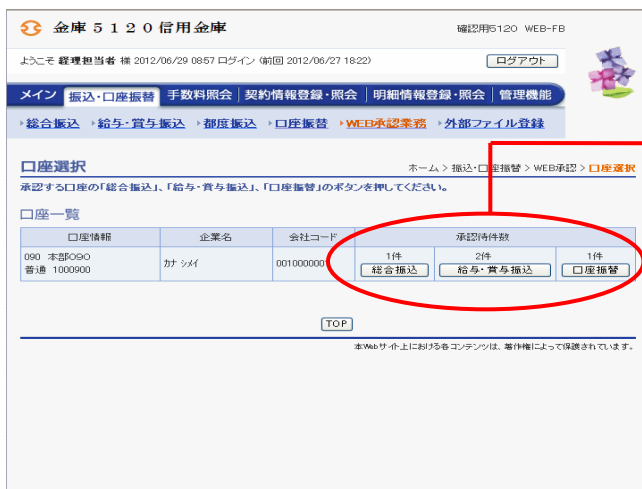 金庫５１２０信用金庫
確認用5120 WEB-FB
ようこそ 経理担当者 様 2012/06/29 08:57 ログイン (前回 2012/06/27 18:22)
ログアウト
メイン 振込・口座振替 手数料照会 契約情報登録・照会 明細情報登録・照会 管理機能
総合振込 給与・賞与振込 都度振込 口座振替 WEB承認業務 外部ファイル登録
口座選択
ホーム > 振込・口座振替 > WEB承認 > 口座選択
承認する口座の「総合振込」、「給与・賞与振込」、「口座振替」のボタンを押してください。
口座一覧
口座情報 企業名 会社コード 承認待件数
090 本部090
普通 1000900
カナ シメイ
001000000
1件 2件 1件
総合振込 給与・賞与振込 口座振替
TOP
本Webサイト上における各コンテンツは、著作権によって保護されています。